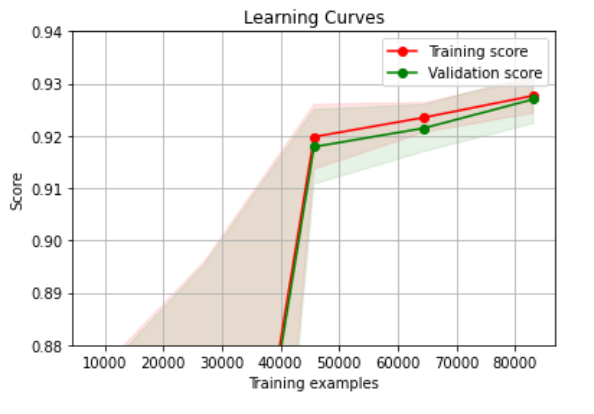 Learning Curves
0.94
Training score
Validation score
0.93
0.92
0.91
0.90
0.89
0.88
Score
10000 20000 30000 40000 50000 60000 70000 80000
Training examples